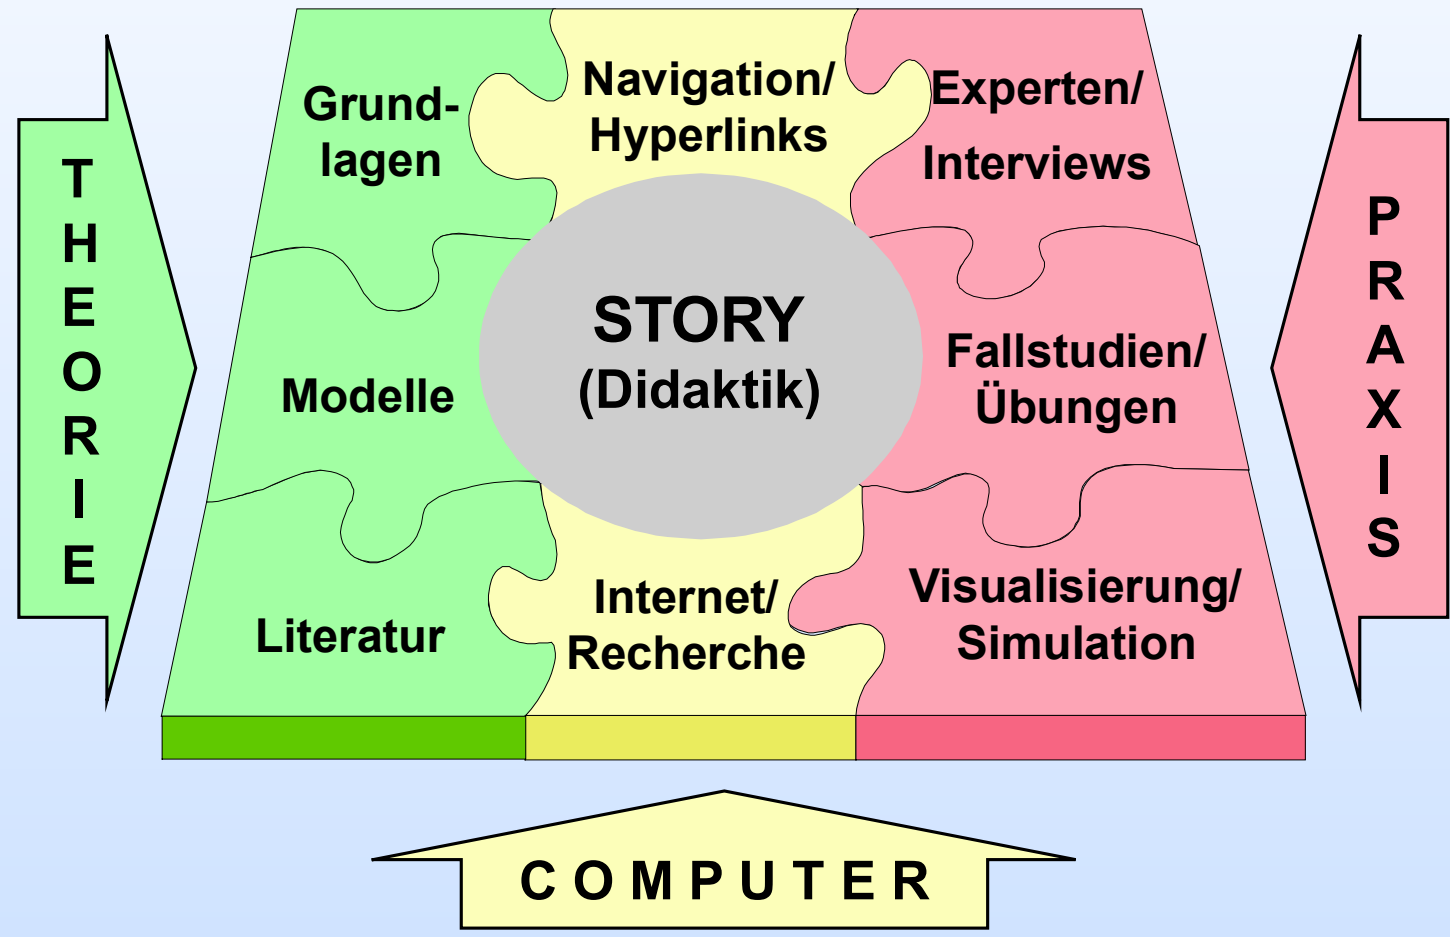 THEORIE
Grund-
lagen
Navigation/
Hyperlinks
Experten/
Interviews
Modelle
STORY
(Didaktik)
Fallstudien/
Übungen
Literatur
Internet/
Recherche
Visualisierung/
Simulation
PRAXIS
COMPUTER